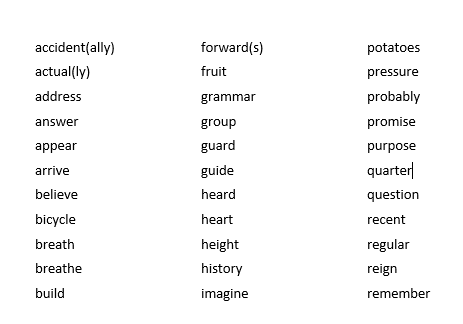 accident(ally) forward(s) potatoes
actual(ly) fruit pressure
address grammar probably
answer group promise
appear guard purpose
arrive guide quarter
believe heard question
bicycle heart recent
breath height regular
breathe history reign
build imagine remember